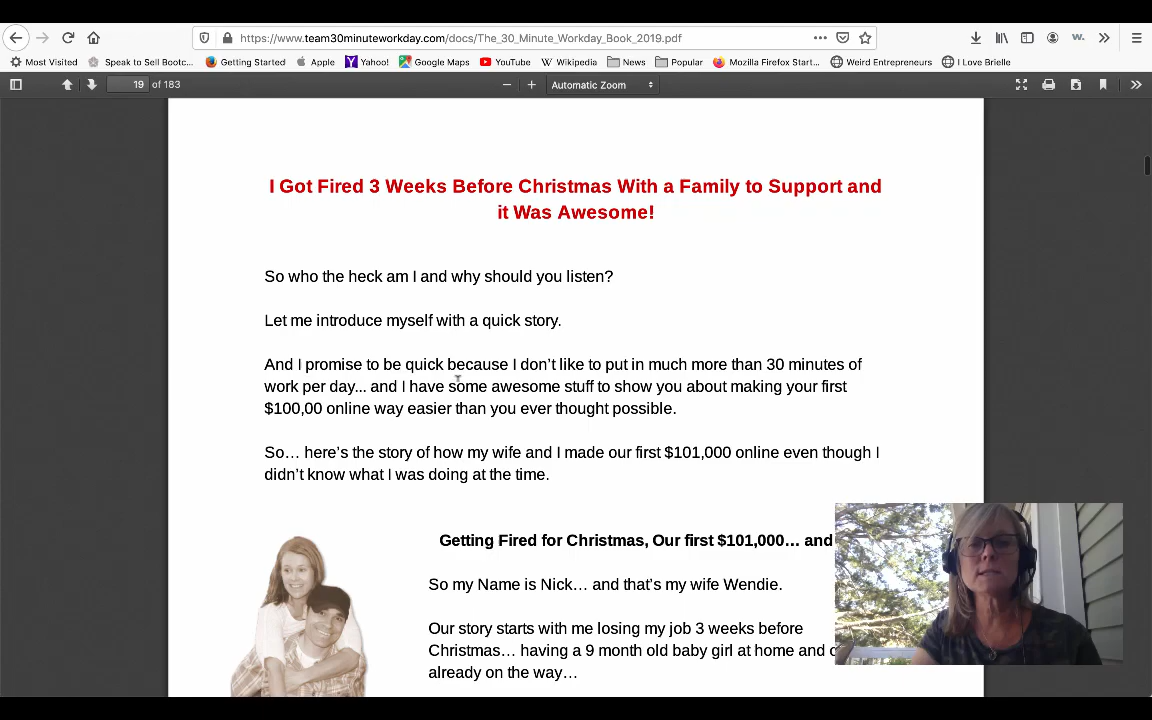 https://www.team30minuteworkday.com/docs/The_30_Minute_Workday_Book_2019.pdf
Most Visited Speak to Sell Bootc... Getting Started Apple Yahoo! Google Maps YouTube Wikipedia News Popular Mozilla Firefox Start... Weird Entrepreneurs I Love Brielle
19 of 183 Automatic Zoom
I Got Fired 3 Weeks Before Christmas With a Family to Support and
it Was Awesome!
So who the heck am I and why should you listen?
Let me introduce myself with a quick story.
And I promise to be quick because I don't like to put in much more than 30 minutes of
work per day... and I have some awesome stuff to show you about making your first
$100,00 online way easier than you ever thought possible.
So… here's the story of how my wife and I made our first $101,000 online even though I
didn't know what I was doing at the time.
Getting Fired for Christmas, Our first $101,000… and
So my Name is Nick… and that's my wife Wendie.
Our story starts with me losing my job 3 weeks before
Christmas… having a 9 month old baby girl at home and
already on the way…